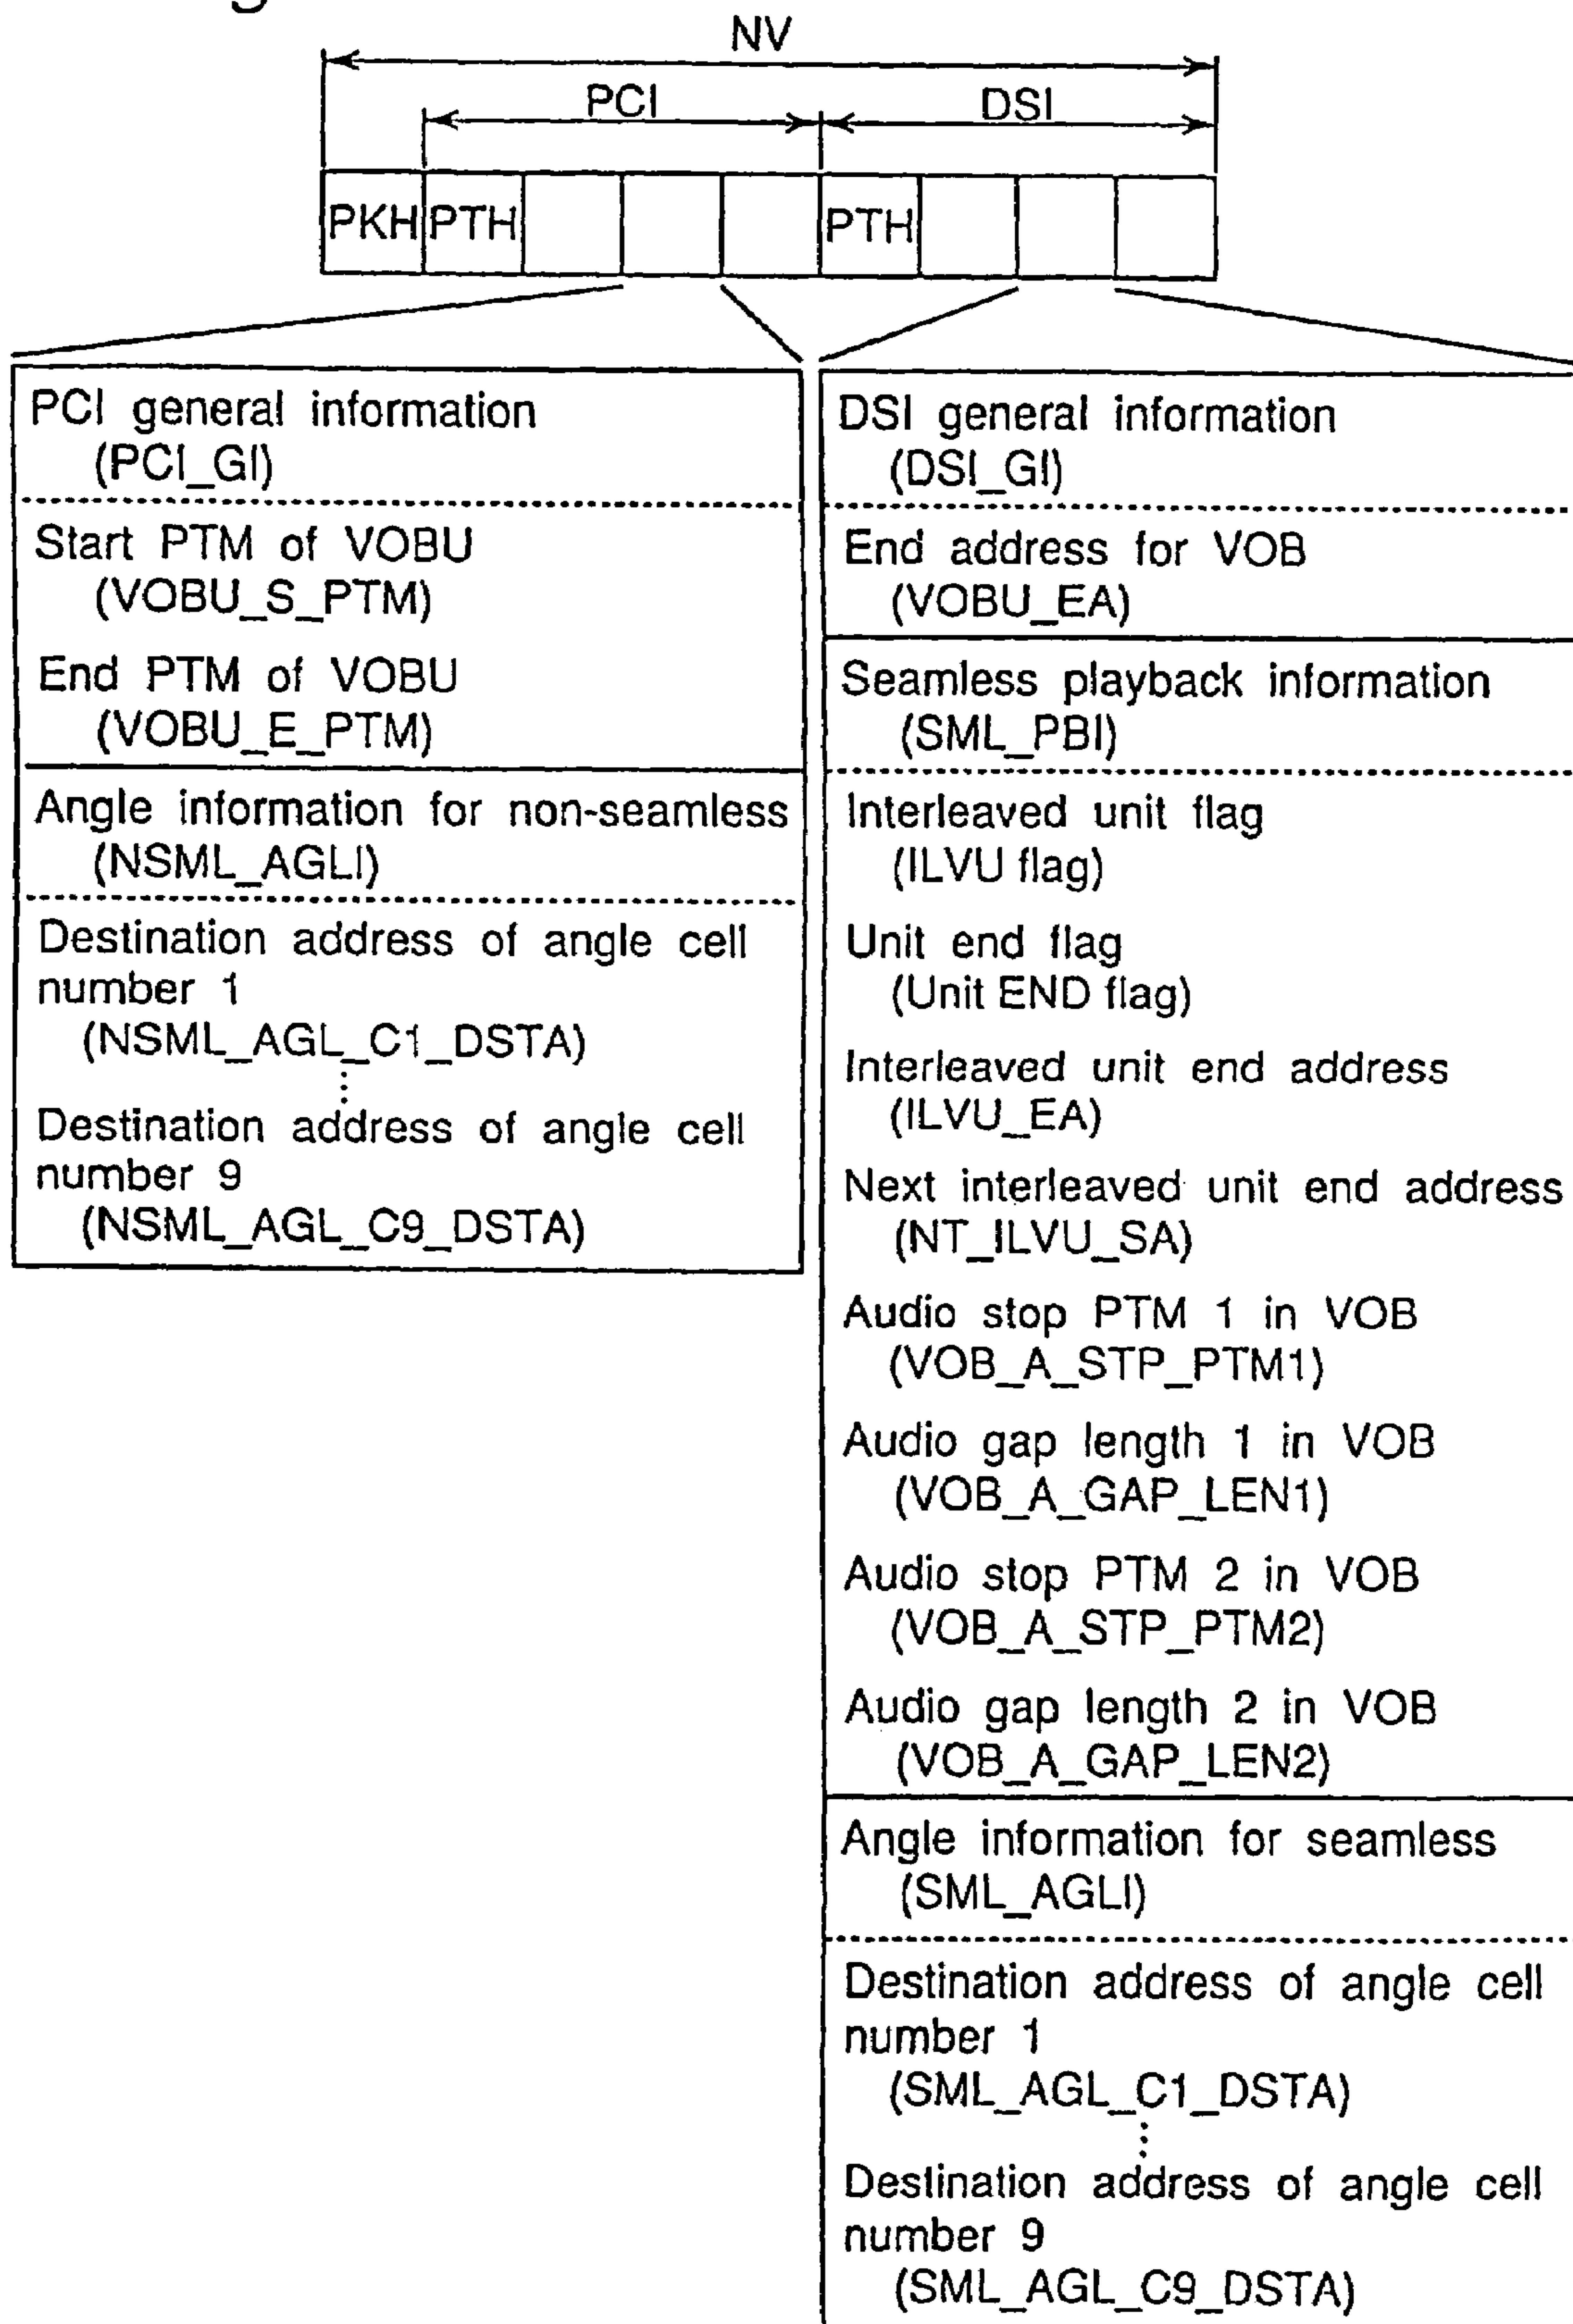 NV
PCI DSI
PKH PTH PTH
PCI general information
(PCI_GI)
Start PTM of VOBU
(VOBU_S_PTM)
End PTM of VOBU
(VOBU_E_PTM)
Angle information for non-seamless
(NSML_AGLI)
Destination address of angle cell
number 1
(NSML_AGL_C1_DSTA)
Destination address of angle cell
number 9
(NSML_AGL_C9_DSTA)
DSI general information
(DSI_GI)
End address for VOB
(VOBU_EA)
Seamless playback information
(SML_PBI)
Interleaved unit flag
(ILVU flag)
Unit end flag
(Unit END flag)
Interleaved unit end address
(ILVU_EA)
Next interleaved unit end address
(NT_ILVU_SA)
Audio stop PTM 1 in VOB
(VOB_A_STP_PTM1)
Audio gap length 1 in VOB
(VOB_A_GAP_LEN1)
Audio stop PTM 2 in VOB
(VOB_A_STP_PTM2)
Audio gap length 2 in VOB
(VOB_A_GAP_LEN2)
Angle information for seamless
(SML_AGLI)
Destination address of angle cell
number 1
(SML_AGL_C1_DSTA)
Destination address of angle cell
number 9
(SML_AGL_C9_DSTA)